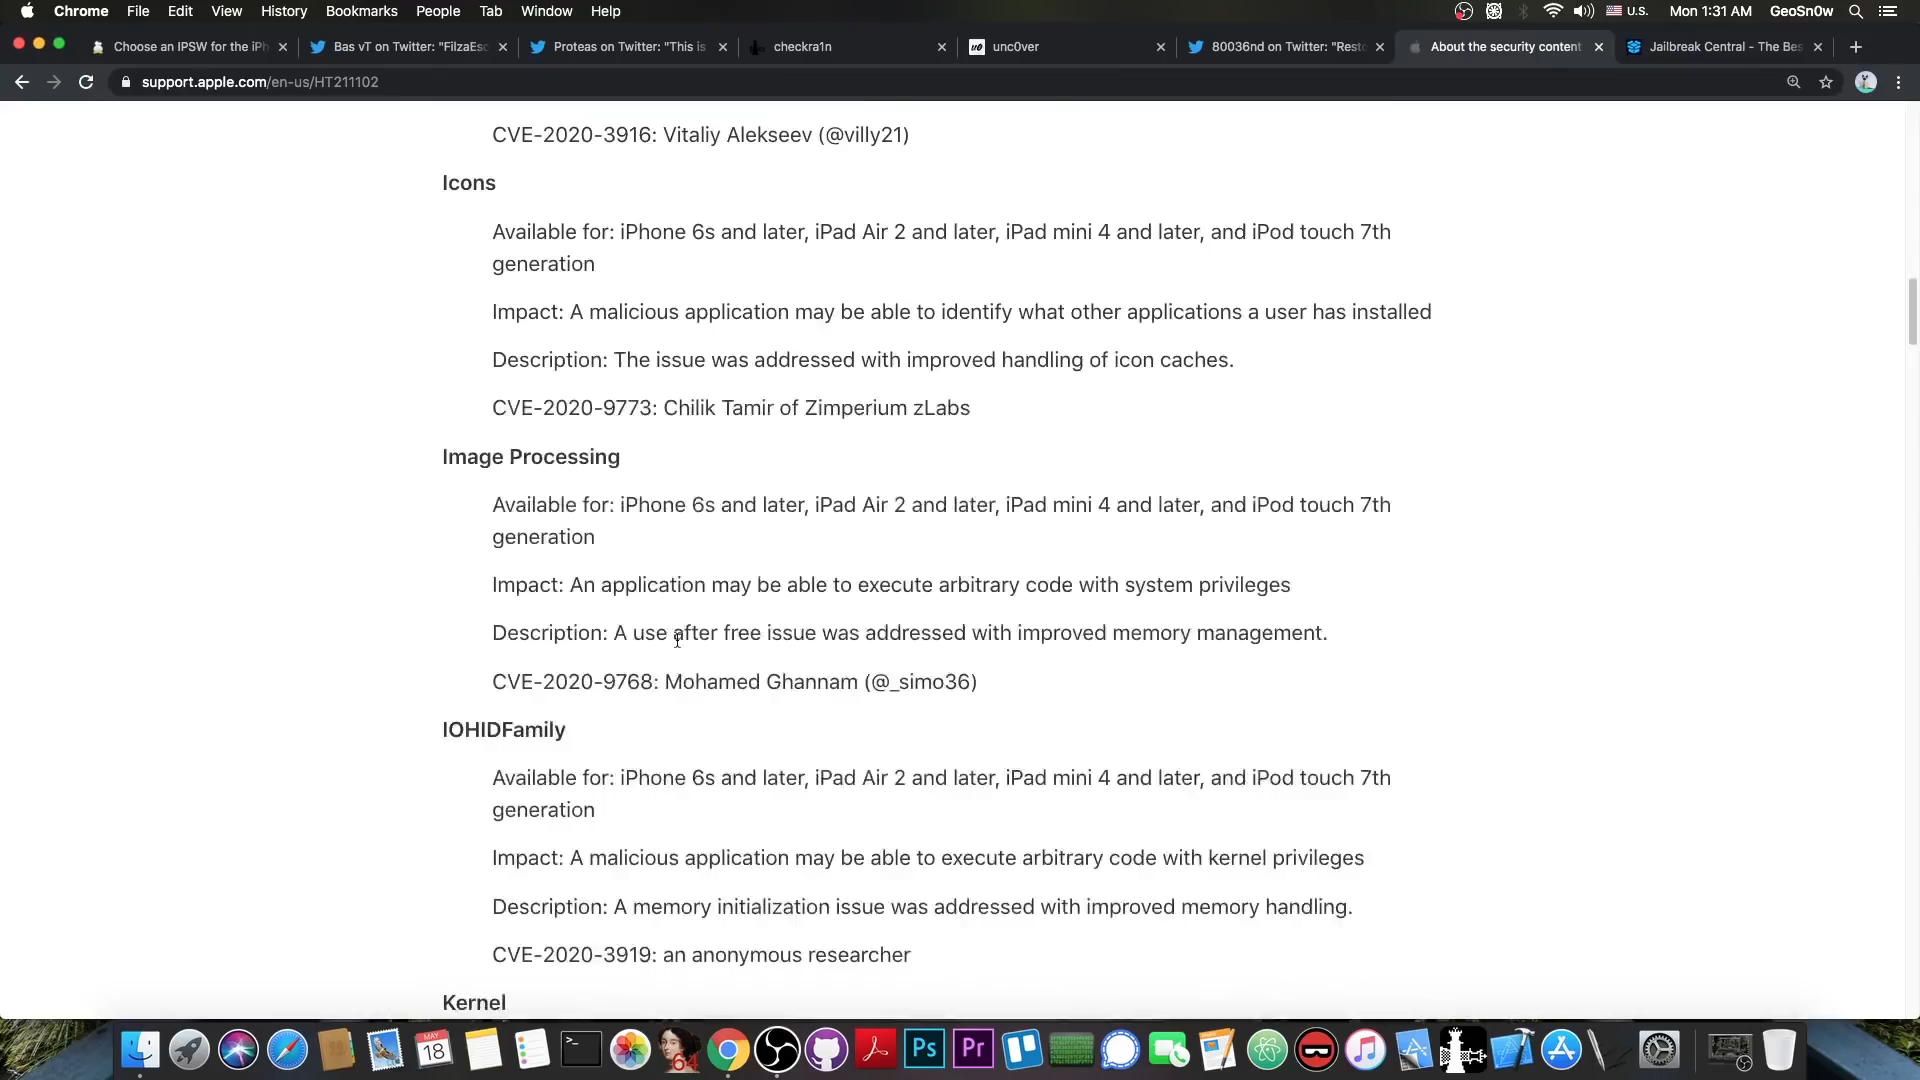 Chrome File Edit View History Bookmarks People Tab Window Help U.S. Mon 1:31 AM GeoSn0w
Choose an IPSW for the iPh Bas vT on Twitter: "FilzaEsc Proteas on Twitter: "This is checkra1n unc0ver 80036nd on Twitter: "Resto About the security content Jailbreak Central - The Bes
support.apple.com/en-us/HT211102
CVE-2020-3916: Vitaliy Alekseev (@villy21)
Icons
Available for: iPhone 6s and later, iPad Air 2 and later, iPad mini 4 and later, and iPod touch 7th
generation
Impact: A malicious application may be able to identify what other applications a user has installed
Description: The issue was addressed with improved handling of icon caches.
CVE-2020-9773: Chilik Tamir of Zimperium zLabs
Image Processing
Available for: iPhone 6s and later, iPad Air 2 and later, iPad mini 4 and later, and iPod touch 7th
generation
Impact: An application may be able to execute arbitrary code with system privileges
Description: A use after free issue was addressed with improved memory management.
CVE-2020-9768: Mohamed Ghannam (@_simo36)
IOHIDFamily
Available for: iPhone 6s and later, iPad Air 2 and later, iPad mini 4 and later, and iPod touch 7th
generation
Impact: A malicious application may be able to execute arbitrary code with kernel privileges
Description: A memory initialization issue was addressed with improved memory handling.
CVE-2020-3919: an anonymous researcher
Kernel
MAY
18 64 Ps Pr